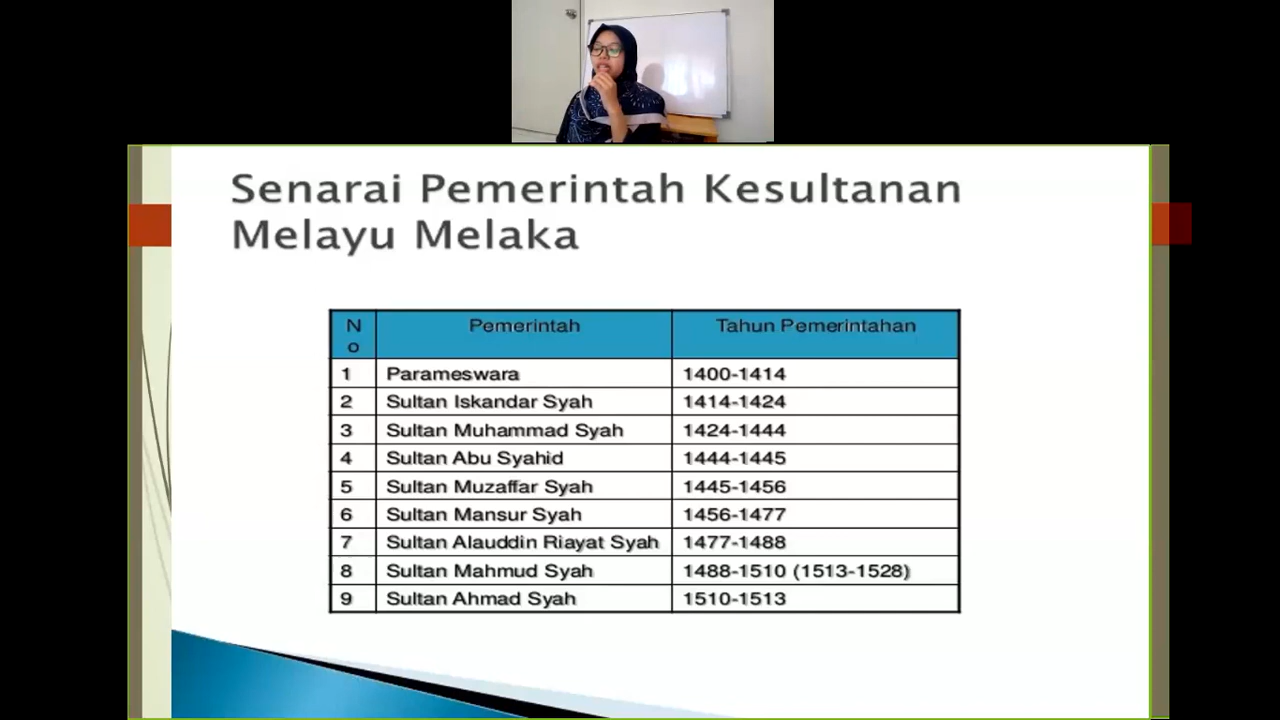 Senarai Pemerintah Kesultanan
Melayu Melaka
No Pemerintah Tahun Pemerintahan
1 Parameswara 1400-1414
2 Sultan Iskandar Syah 1414-1424
3 Sultan Muhammad Syah 1424-1444
4 Sultan Abu Syahid 1444-1445
5 Sultan Muzaffar Syah 1445-1456
6 Sultan Mansur Syah 1456-1477
7 Sultan Alauddin Riayat Syah 1477-1488
8 Sultan Mahmud Syah 1488-1510 (1513-1528)
9 Sultan Ahmad Syah 1510-1513